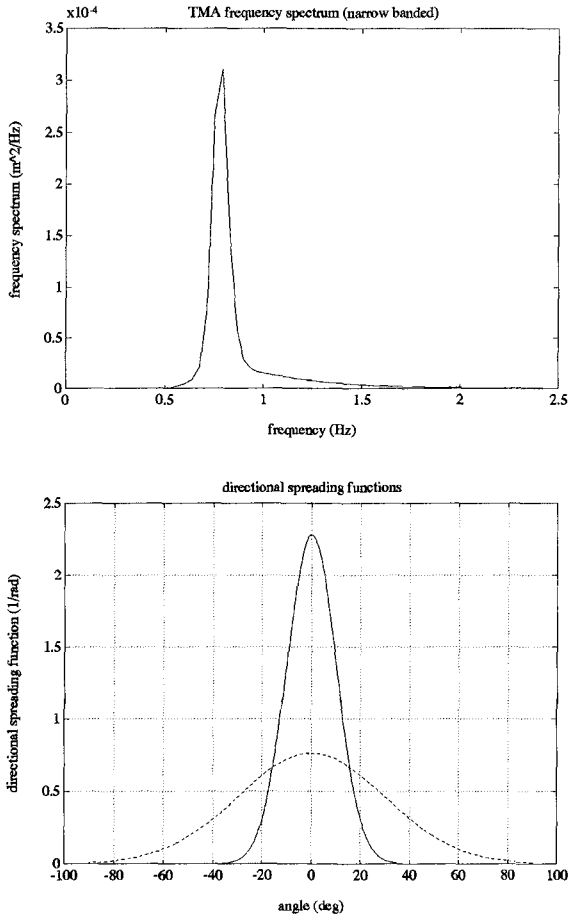 x10-4 TMA frequency spectrum (narrow banded)
3.5
3
2.5
2
1.5
1
0.5
0
0 0.5 1 1.5 2 2.5
frequency spectrum (m^2/Hz)
frequency (Hz)
directional spreading functions
2.5
2
1.5
1
0.5
0
-100 -80 -60 -40 -20 0 20 40 60 80 100
directional spreading function (1/rad)
angle (deg)